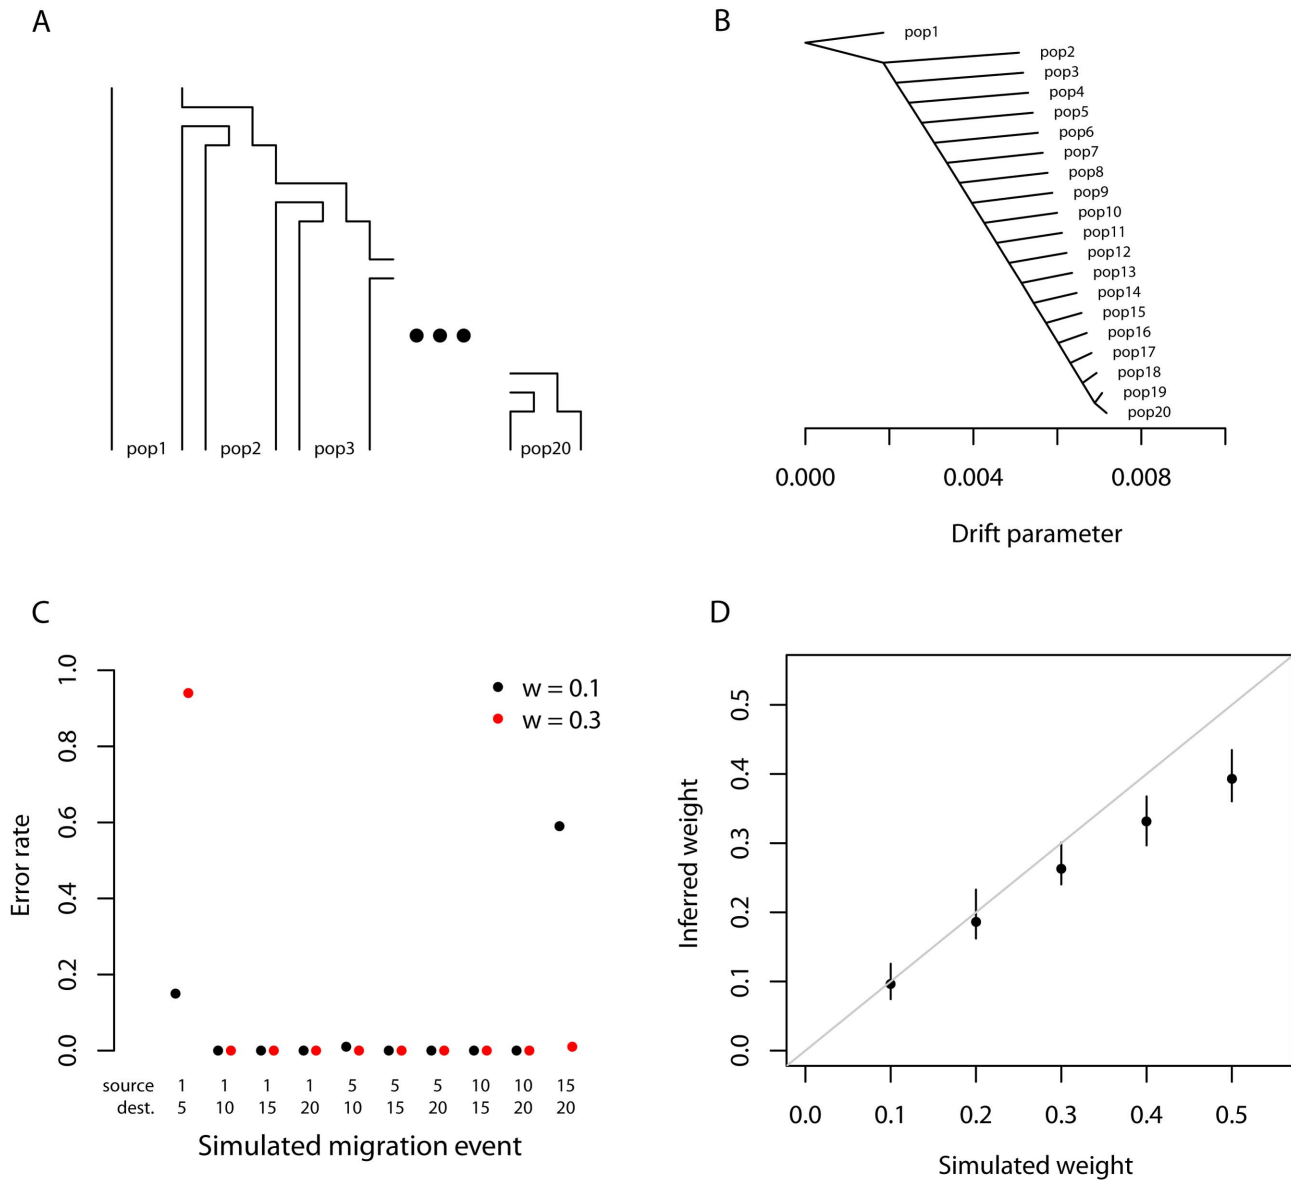 A
pop1
pop2
pop3
pop20
B
pop1
pop2
pop3
pop4
pop5
pop6
pop7
pop8
pop9
pop10
pop11
pop12
pop13
pop14
pop15
pop16
pop17
pop18
pop19
pop20
0.000 0.004 0.008
Drift parameter
C
Error rate
1.0
0.8
0.6
0.4
0.2
0.0
w = 0.1
w = 0.3
source 1 1 1 1 5 5 5 10 10 15
dest. 5 10 15 20 10 15 20 15 20 20
Simulated migration event
D
Inferred weight
0.5
0.4
0.3
0.2
0.1
0.0
0.0 0.1 0.2 0.3 0.4 0.5
Simulated weight